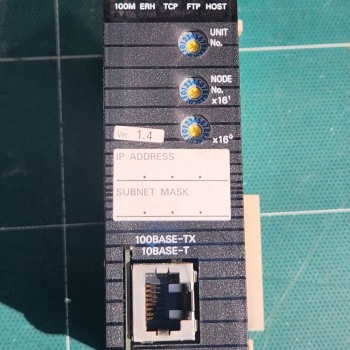 100M ERH TCP FTP HOST
UNIT
No.
NODE
No.
x16¹
Ver. 1.4
x16⁰
IP ADDRESS
SUBNET MASK
100BASE-TX
10BASE-T